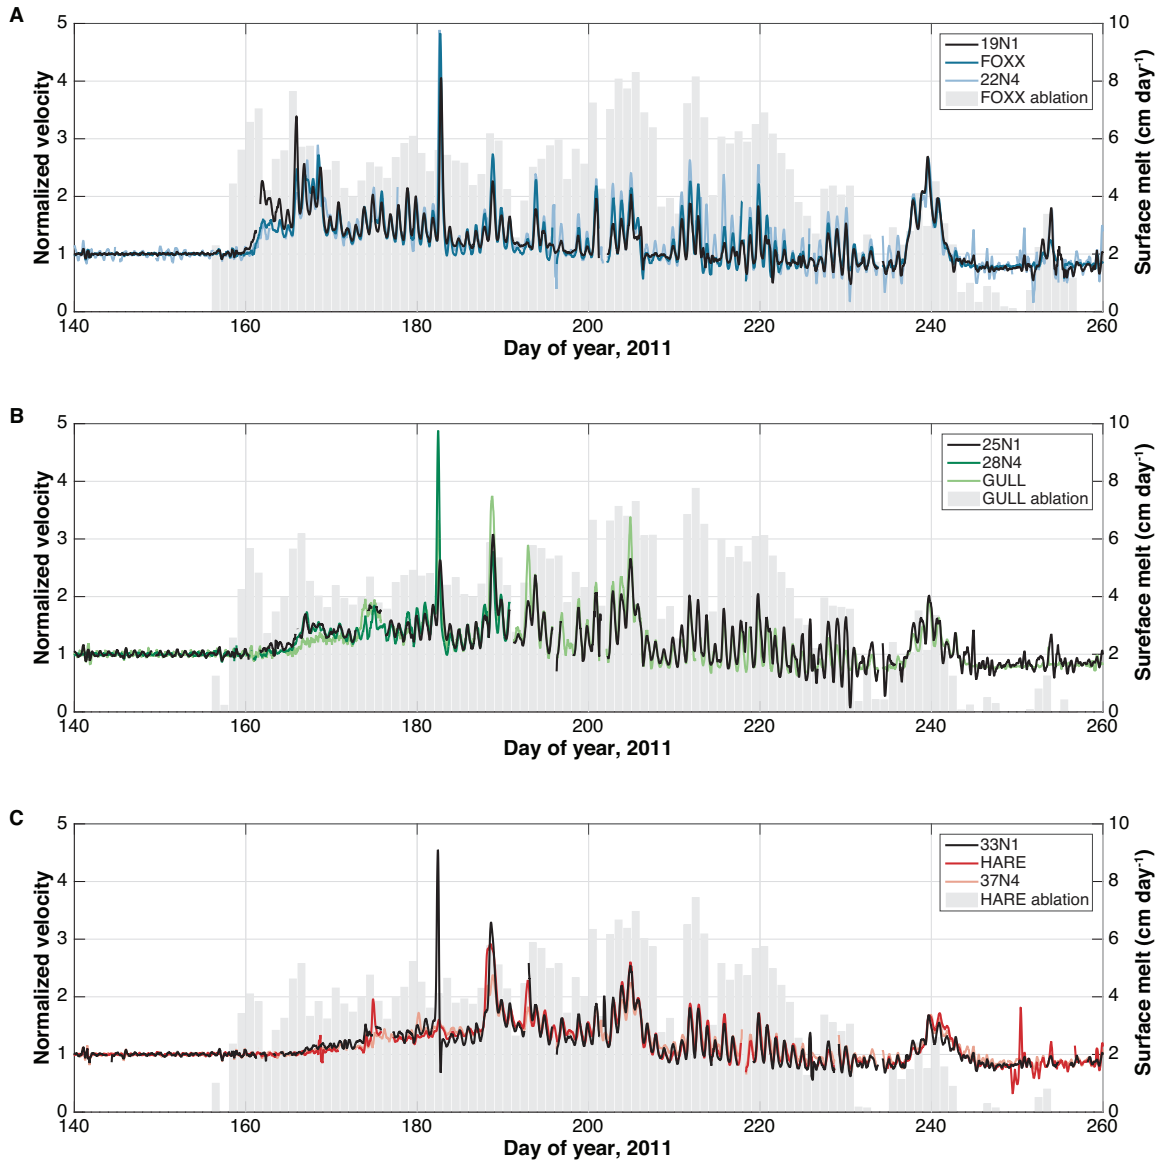 A
Normalized velocity
5
4
3
2
1
0
19N1
FOXX
22N4
FOXX ablation
10
8
6
4
2
0
Sureface melt (cm day-1)
140 160 180 200 220 240 260
Day of year, 2011
B
Normalized velocity
5
4
3
2
1
0
25N1
28N4
GULL
GULL ablation
10
8
6
4
2
0
Sureface melt (cm day-1)
140 160 180 200 220 240 260
Day of year, 2011
C
Normalized velocity
5
4
3
2
1
0
33N1
HARE
37N4
HARE ablation
10
8
6
4
2
0
Sureface melt (cm day-1)
140 160 180 200 220 240 260
Day of year, 2011